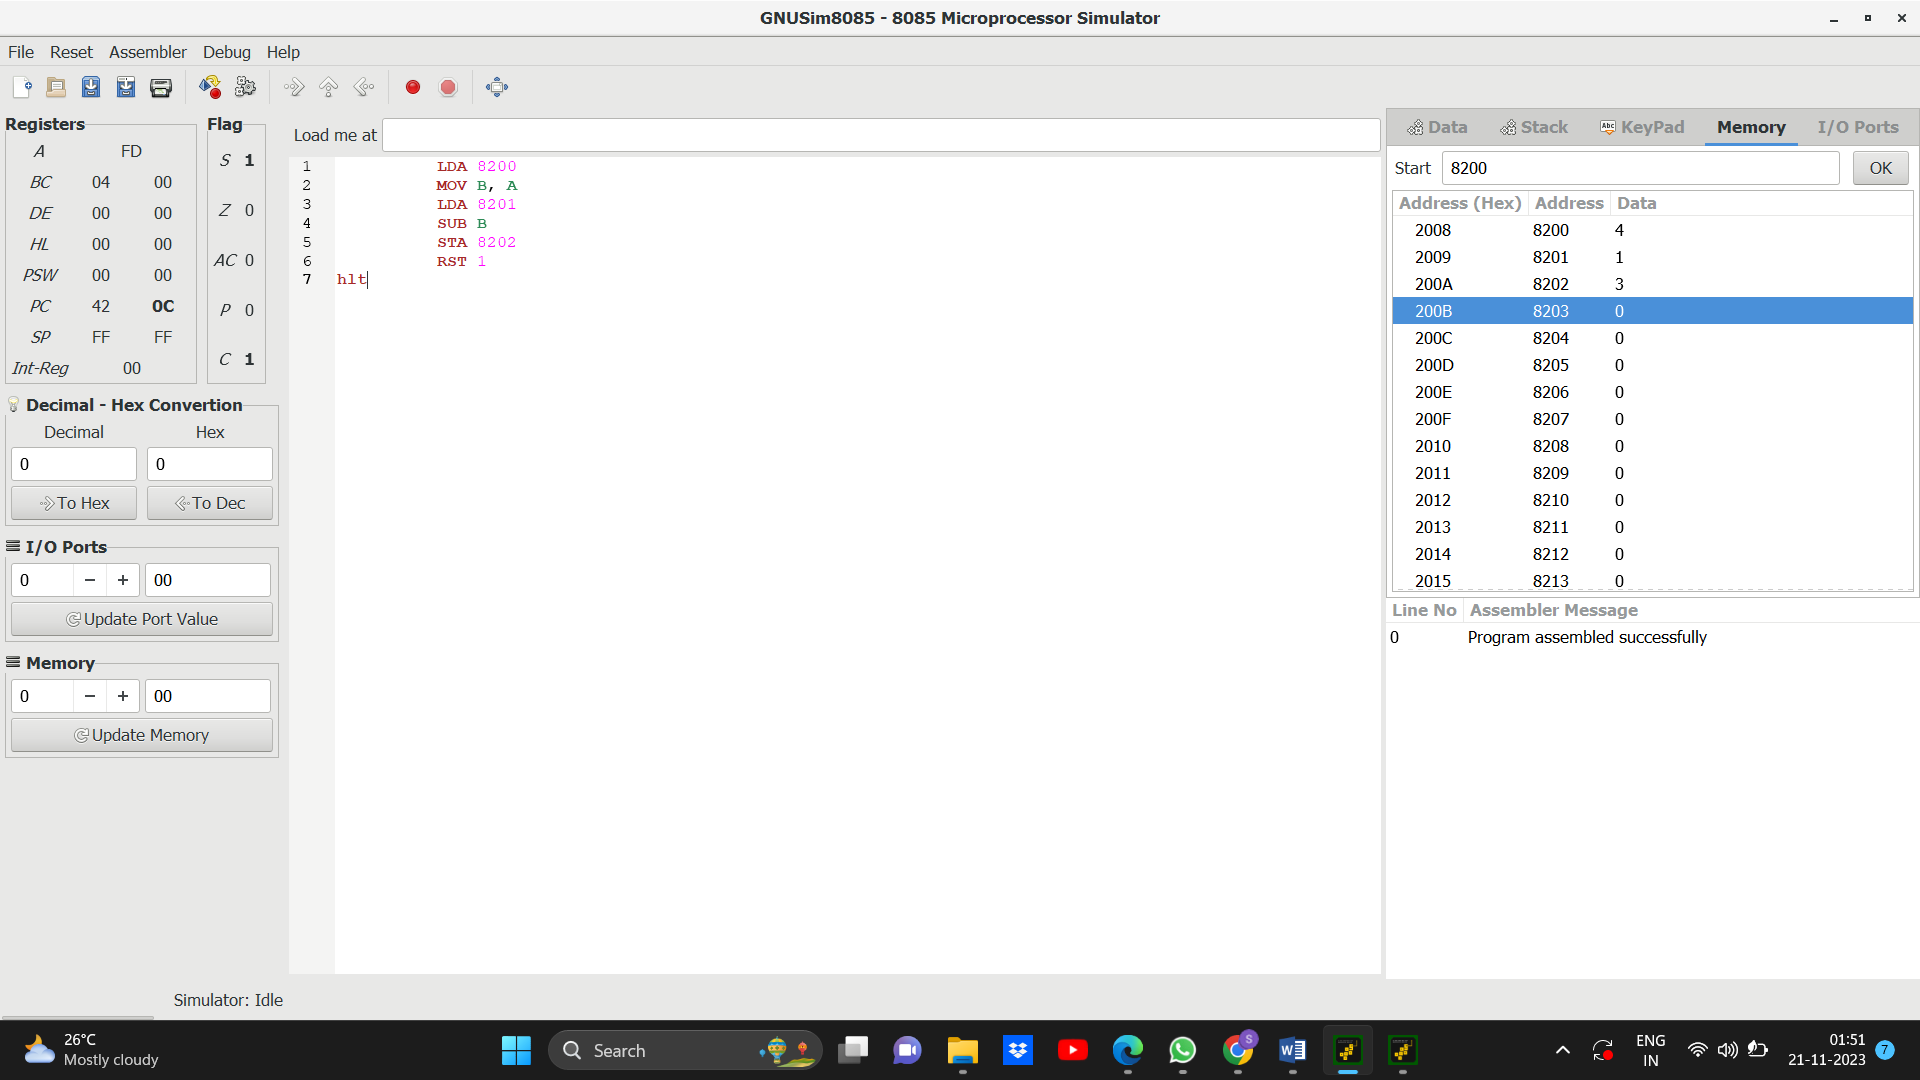 GNUSim8085 - 8085 Microprocessor Simulator
File Reset Assembler Debug Help
Registers
A FD
BC 04 00
DE 00 00
HL 00 00
PSW 00 00
PC 42 0C
SP FF FF
Int-Reg 00
Flag
S 1
Z 0
AC 0
P 0
C 1
Decimal - Hex Convertion
Decimal Hex
0 0
To Hex To Dec
I/O Ports
0 − + 00
Update Port Value
Memory
0 − + 00
Update Memory
Load me at
1 LDA 8200
2 MOV B, A
3 LDA 8201
4 SUB B
5 STA 8202
6 RST 1
7 hlt
Data Stack Abc KeyPad Memory I/O Ports
Start 8200 OK
Address (Hex) Address Data
2008 8200 4
2009 8201 1
200A 8202 3
200B 8203 0
200C 8204 0
200D 8205 0
200E 8206 0
200F 8207 0
2010 8208 0
2011 8209 0
2012 8210 0
2013 8211 0
2014 8212 0
2015 8213 0
Line No Assembler Message
0 Program assembled successfully
Simulator: Idle
26°C
Mostly cloudy
Search
S
W
ENG
IN
01:51
21-11-2023
7